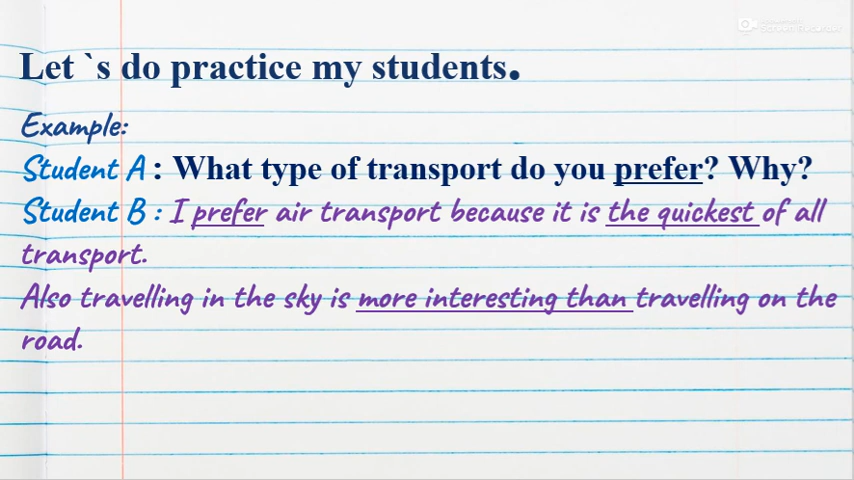 Let `s do practice my students.
Example:
Student A : What type of transport do you prefer? Why?
Student B : I prefer air transport because it is the quickest of all
transport.
Also travelling in the sky is more interesting than travelling on the
road.